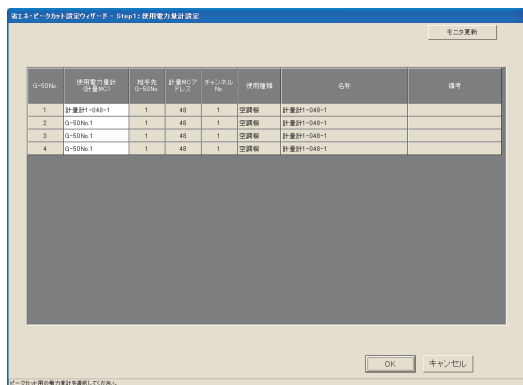 省エネ・ピークカット設定ウィザード - Step1：使用電力量計設定
モニタ更新
G-50No. 使用電力量計(計量MC) 相手先G-50No. 計量MCアドレス チャンネルNo. 使用種類 名称 備考
1 計量計1-048-1 1 48 1 空調機 計量計1-048-1
2 G-50No.1 1 48 1 空調機 計量計1-048-1
3 G-50No.1 1 48 1 空調機 計量計1-048-1
4 G-50No.1 1 48 1 空調機 計量計1-048-1
OK キャンセル
ピークカット用の電力量計を選択してください。